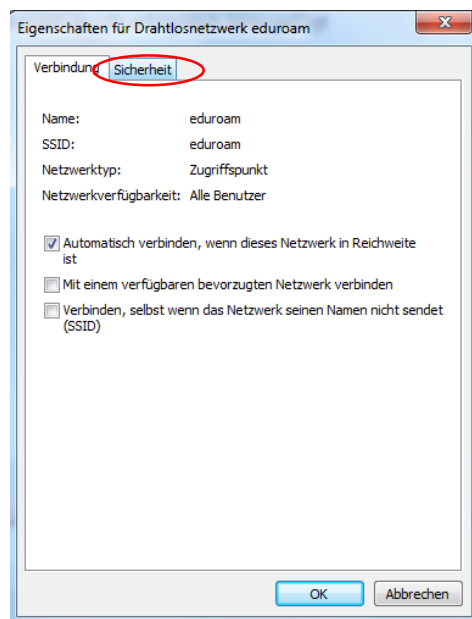 Eigenschaften für Drahtlosnetzwerk eduroam
Verbindung Sicherheit
Name: eduroam
SSID: eduroam
Netzwerktyp: Zugriffspunkt
Netzwerkverfügbarkeit: Alle Benutzer
Automatisch verbinden, wenn dieses Netzwerk in Reichweite
ist
Mit einem verfügbaren bevorzugten Netzwerk verbinden
Verbinden, selbst wenn das Netzwerk seinen Namen nicht sendet
(SSID)
OK Abbrechen